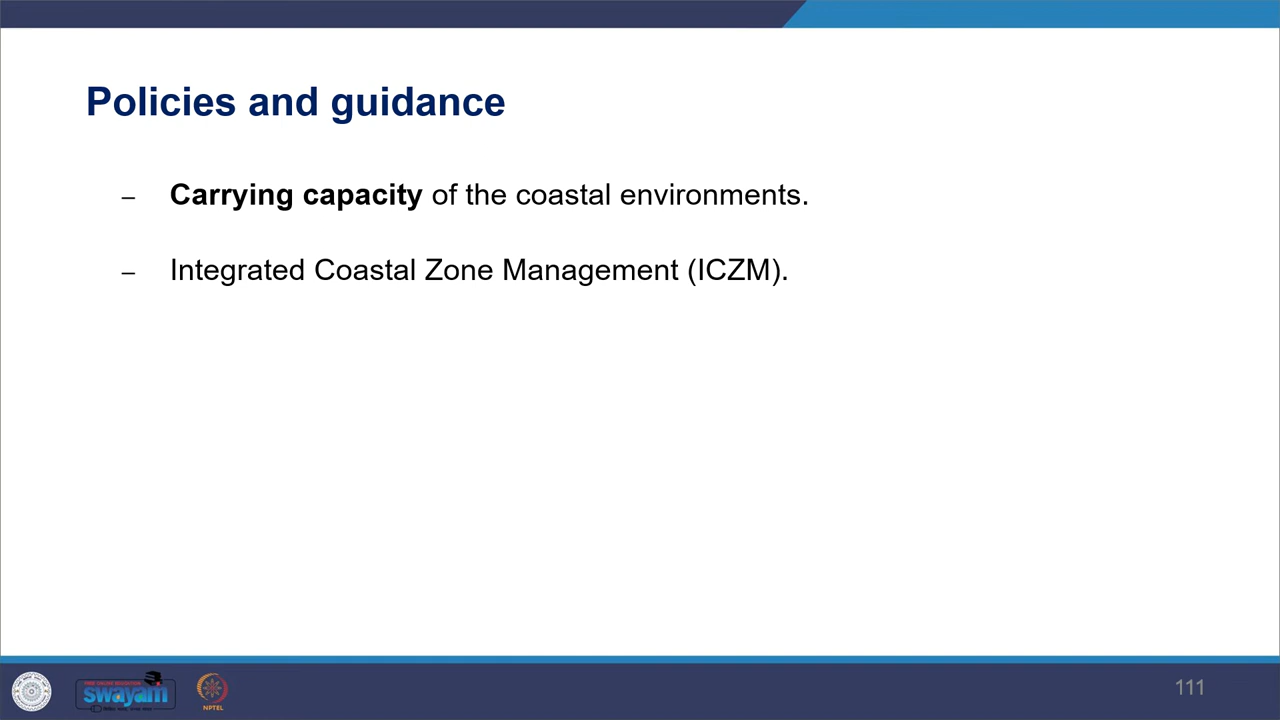 Policies and guidance
– Carrying capacity of the coastal environments.
– Integrated Coastal Zone Management (ICZM).
swayam
NPTEL
111